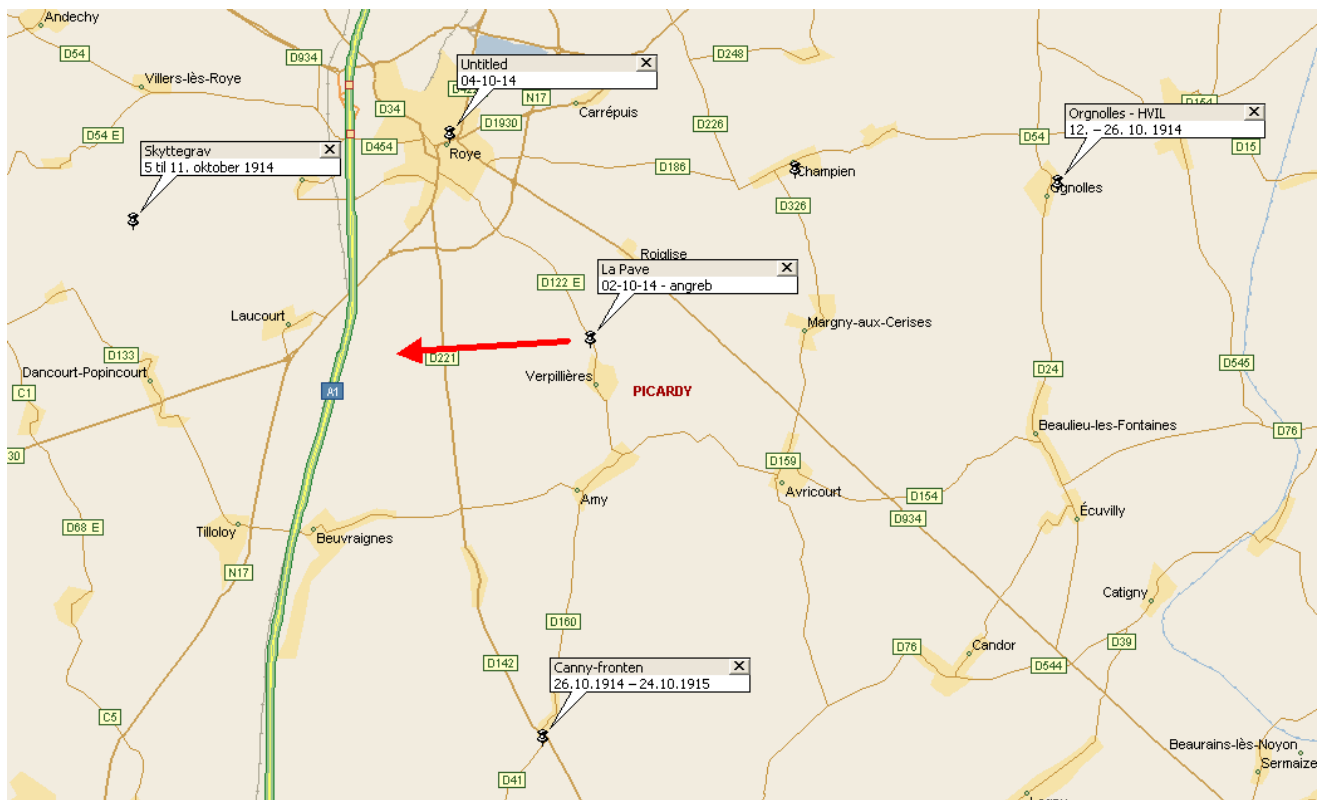 Andechy
D54
D934
Villers-lès-Roye
Untitled
04-10-14
D248
N17
D34
Carrépuis
D1930
D226
Orgnolles - HVIL
12. – 26. 10. 1914
D54
D15
D54 E
D454
Roye
Skyttegrav
5 til 11. oktober 1914
D186
Champien
Ognolles
D326
Roiglise
La Pave
02-10-14 - angreb
D122 E
Laucourt
Margny-aux-Cerises
D133
D221
D545
Dancourt-Popincourt
C1
A1
Verpillières
PICARDY
D24
Beaulieu-les-Fontaines
D76
30
D159
Avricourt
D154
Amy
D934
Écuvilly
D68 E
Tilloloy
Beuvraignes
N17
Catigny
D160
D39
D76
Candor
D544
D142
Canny-fronten
26.10.1914 – 24.10.1915
C5
Beaurains-lès-Noyon
Sermaize
D41